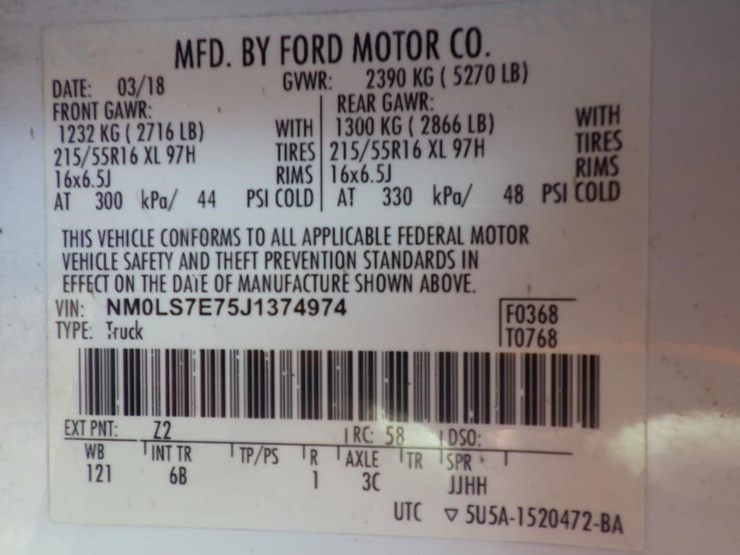 MFD. BY FORD MOTOR CO.
DATE: 03/18 GVWR: 2390 KG ( 5270 LB)
FRONT GAWR: REAR GAWR:
1232 KG ( 2716 LB) WITH 1300 KG ( 2866 LB) WITH
215/55R16 XL 97H TIRES 215/55R16 XL 97H TIRES
16x6.5J RIMS 16x6.5J RIMS
AT 300 kPa/ 44 PSI COLD AT 330 kPa/ 48 PSI COLD
THIS VEHICLE CONFORMS TO ALL APPLICABLE FEDERAL MOTOR
VEHICLE SAFETY AND THEFT PREVENTION STANDARDS IN
EFFECT ON THE DATE OF MANUFACTURE SHOWN ABOVE.
VIN: NM0LS7E75J1374974 F0368
TYPE: Truck T0768
EXT PNT: Z2 RC: 58 DSO:
WB INT TR TP/PS R AXLE TR SPR
121 6B 1 3C JJHH
UTC ▽ 5U5A-1520472-BA